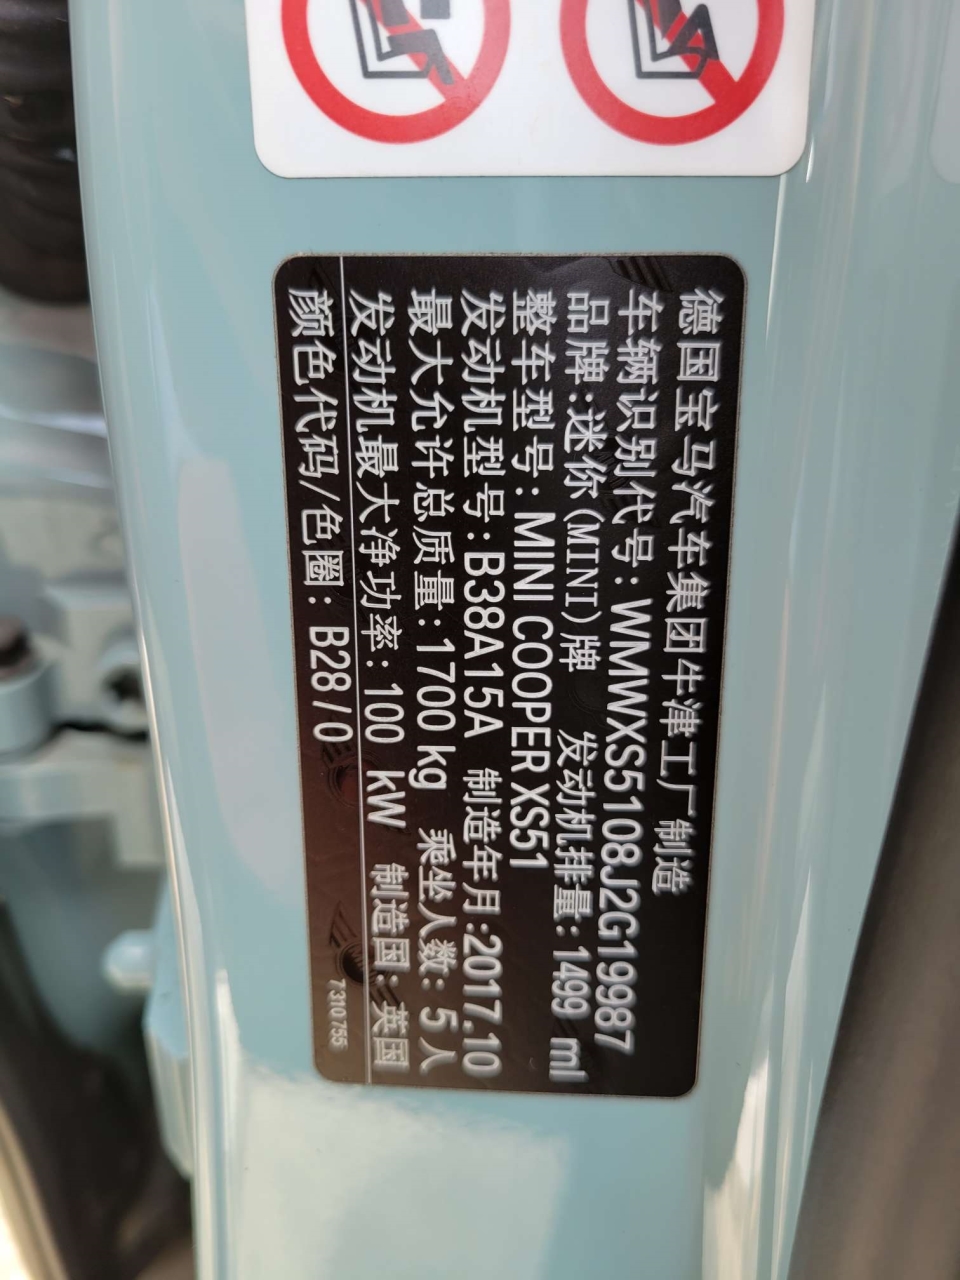 德国宝马汽车集团牛津工厂制造
车辆识别代号: WMWXS5108J2G19987
品牌:迷你(MINI)牌 发动机排量: 1499 ml
整车型号: MINI COOPER XS51
发动机型号: B38A15A 制造年月:2017.10
最大允许总质量: 1700 kg 乘坐人数: 5人
发动机最大净功率: 100 kW 制造国: 英国
颜色代码/色圈: B28 / 0
7 310 755